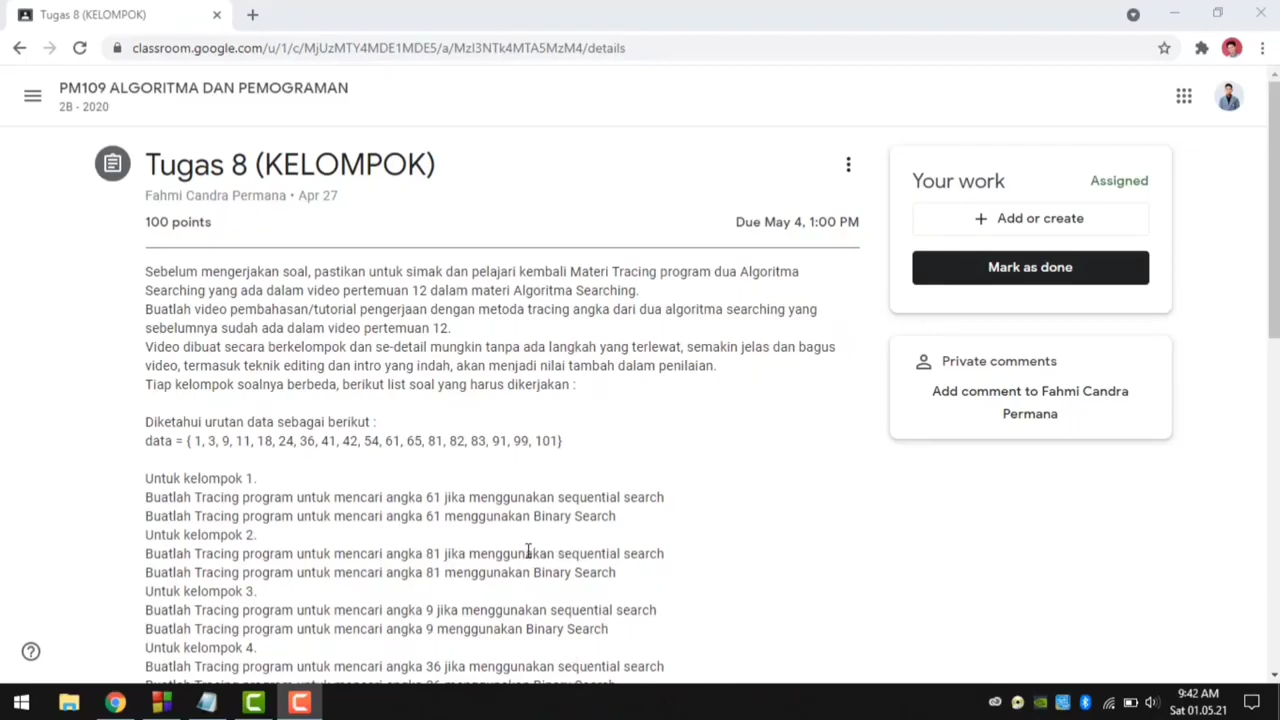 Tugas 8 (KELOMPOK)
classroom.google.com/u/1/c/MjUzMTY4MDE1MDE5/a/MzI3NTk4MTA5MzM4/details
PM109 ALGORITMA DAN PEMOGRAMAN
2B - 2020
Tugas 8 (KELOMPOK)
Fahmi Candra Permana • Apr 27
100 points
Due May 4, 1:00 PM
Sebelum mengerjakan soal, pastikan untuk simak dan pelajari kembali Materi Tracing program dua Algoritma
Searching yang ada dalam video pertemuan 12 dalam materi Algoritma Searching.
Buatlah video pembahasan/tutorial pengerjaan dengan metoda tracing angka dari dua algoritma searching yang
sebelumnya sudah ada dalam video pertemuan 12.
Video dibuat secara berkelompok dan se-detail mungkin tanpa ada langkah yang terlewat, semakin jelas dan bagus
video, termasuk teknik editing dan intro yang indah, akan menjadi nilai tambah dalam penilaian.
Tiap kelompok soalnya berbeda, berikut list soal yang harus dikerjakan :
Diketahui urutan data sebagai berikut :
data = { 1, 3, 9, 11, 18, 24, 36, 41, 42, 54, 61, 65, 81, 82, 83, 91, 99, 101}
Untuk kelompok 1.
Buatlah Tracing program untuk mencari angka 61 jika menggunakan sequential search
Buatlah Tracing program untuk mencari angka 61 menggunakan Binary Search
Untuk kelompok 2.
Buatlah Tracing program untuk mencari angka 81 jika menggunakan sequential search
Buatlah Tracing program untuk mencari angka 81 menggunakan Binary Search
Untuk kelompok 3.
Buatlah Tracing program untuk mencari angka 9 jika menggunakan sequential search
Buatlah Tracing program untuk mencari angka 9 menggunakan Binary Search
Untuk kelompok 4.
Buatlah Tracing program untuk mencari angka 36 jika menggunakan sequential search
Your work
Assigned
Add or create
Mark as done
Private comments
Add comment to Fahmi Candra
Permana
9:42 AM
Sat 01.05.21